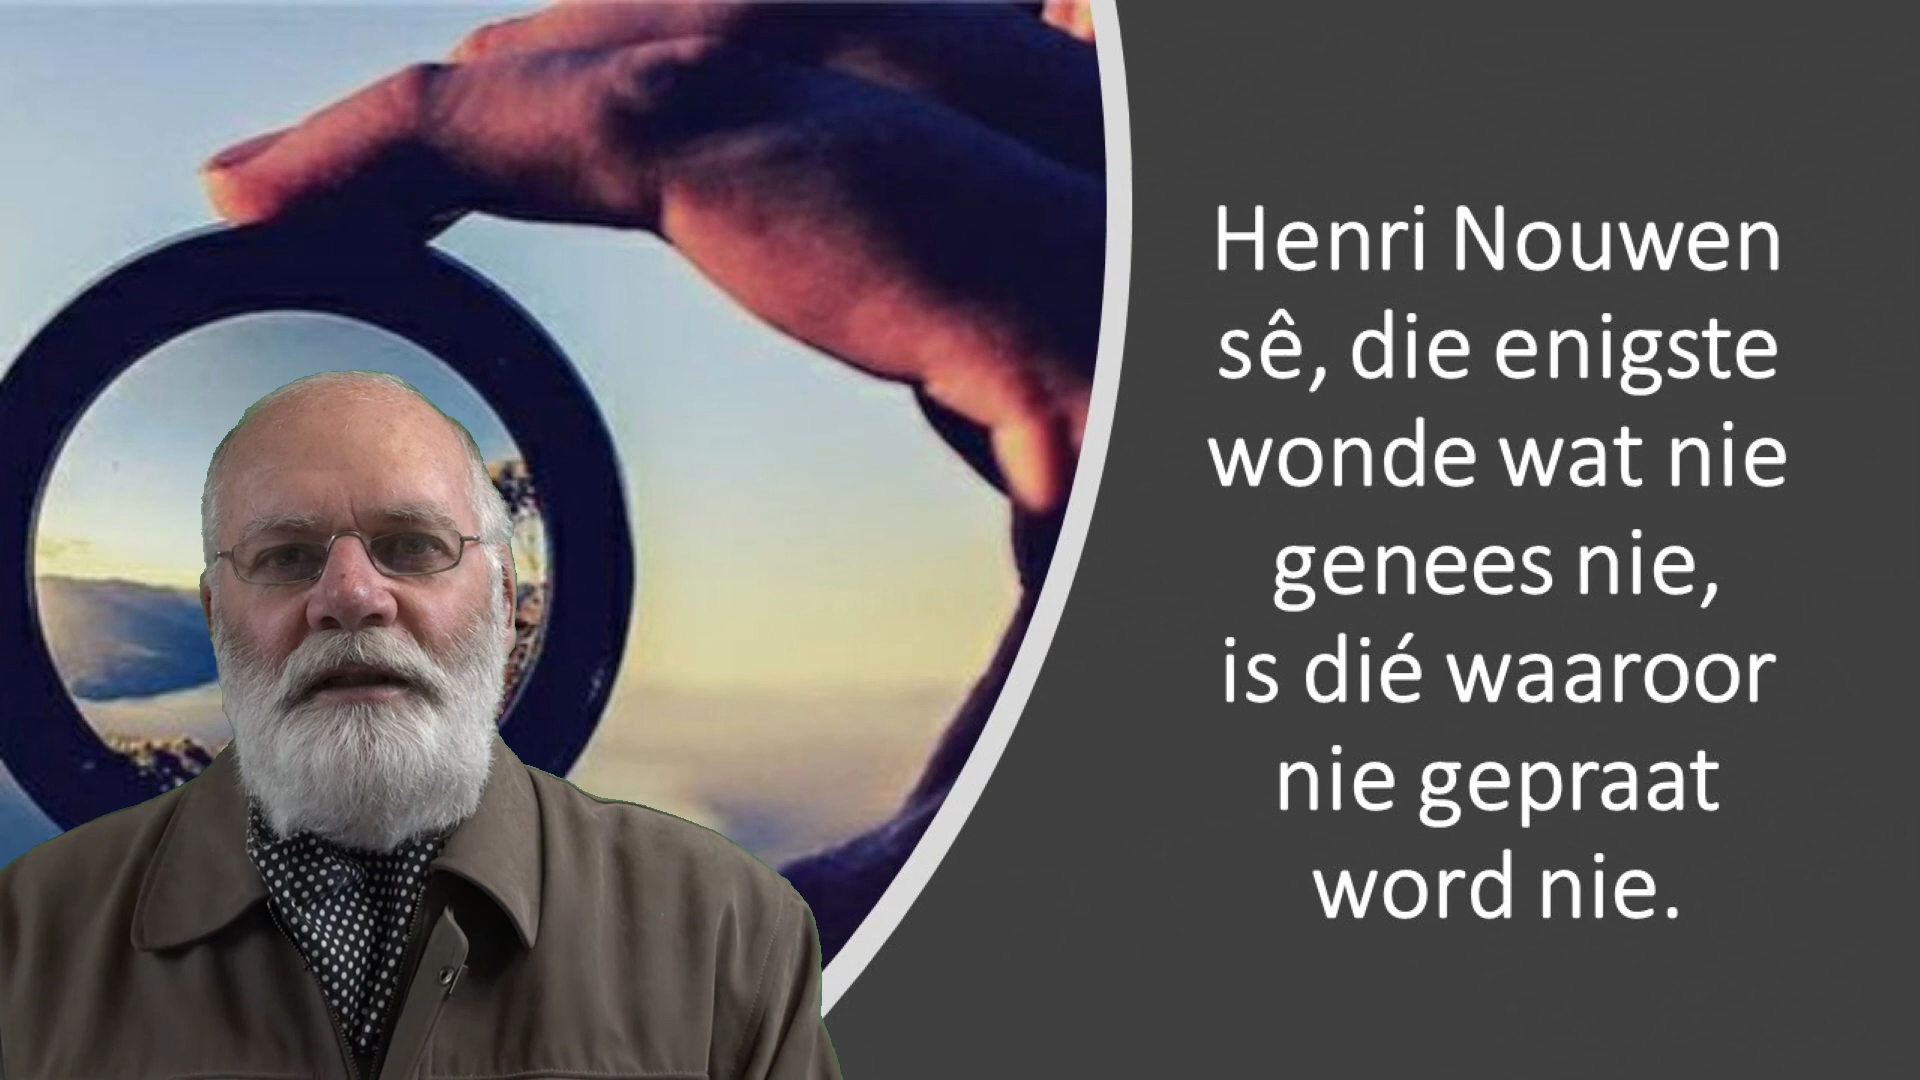 Henri Nouwen
sê, die enigste
wonde wat nie
genees nie,
is dié waaroor
nie gepraat
word nie.